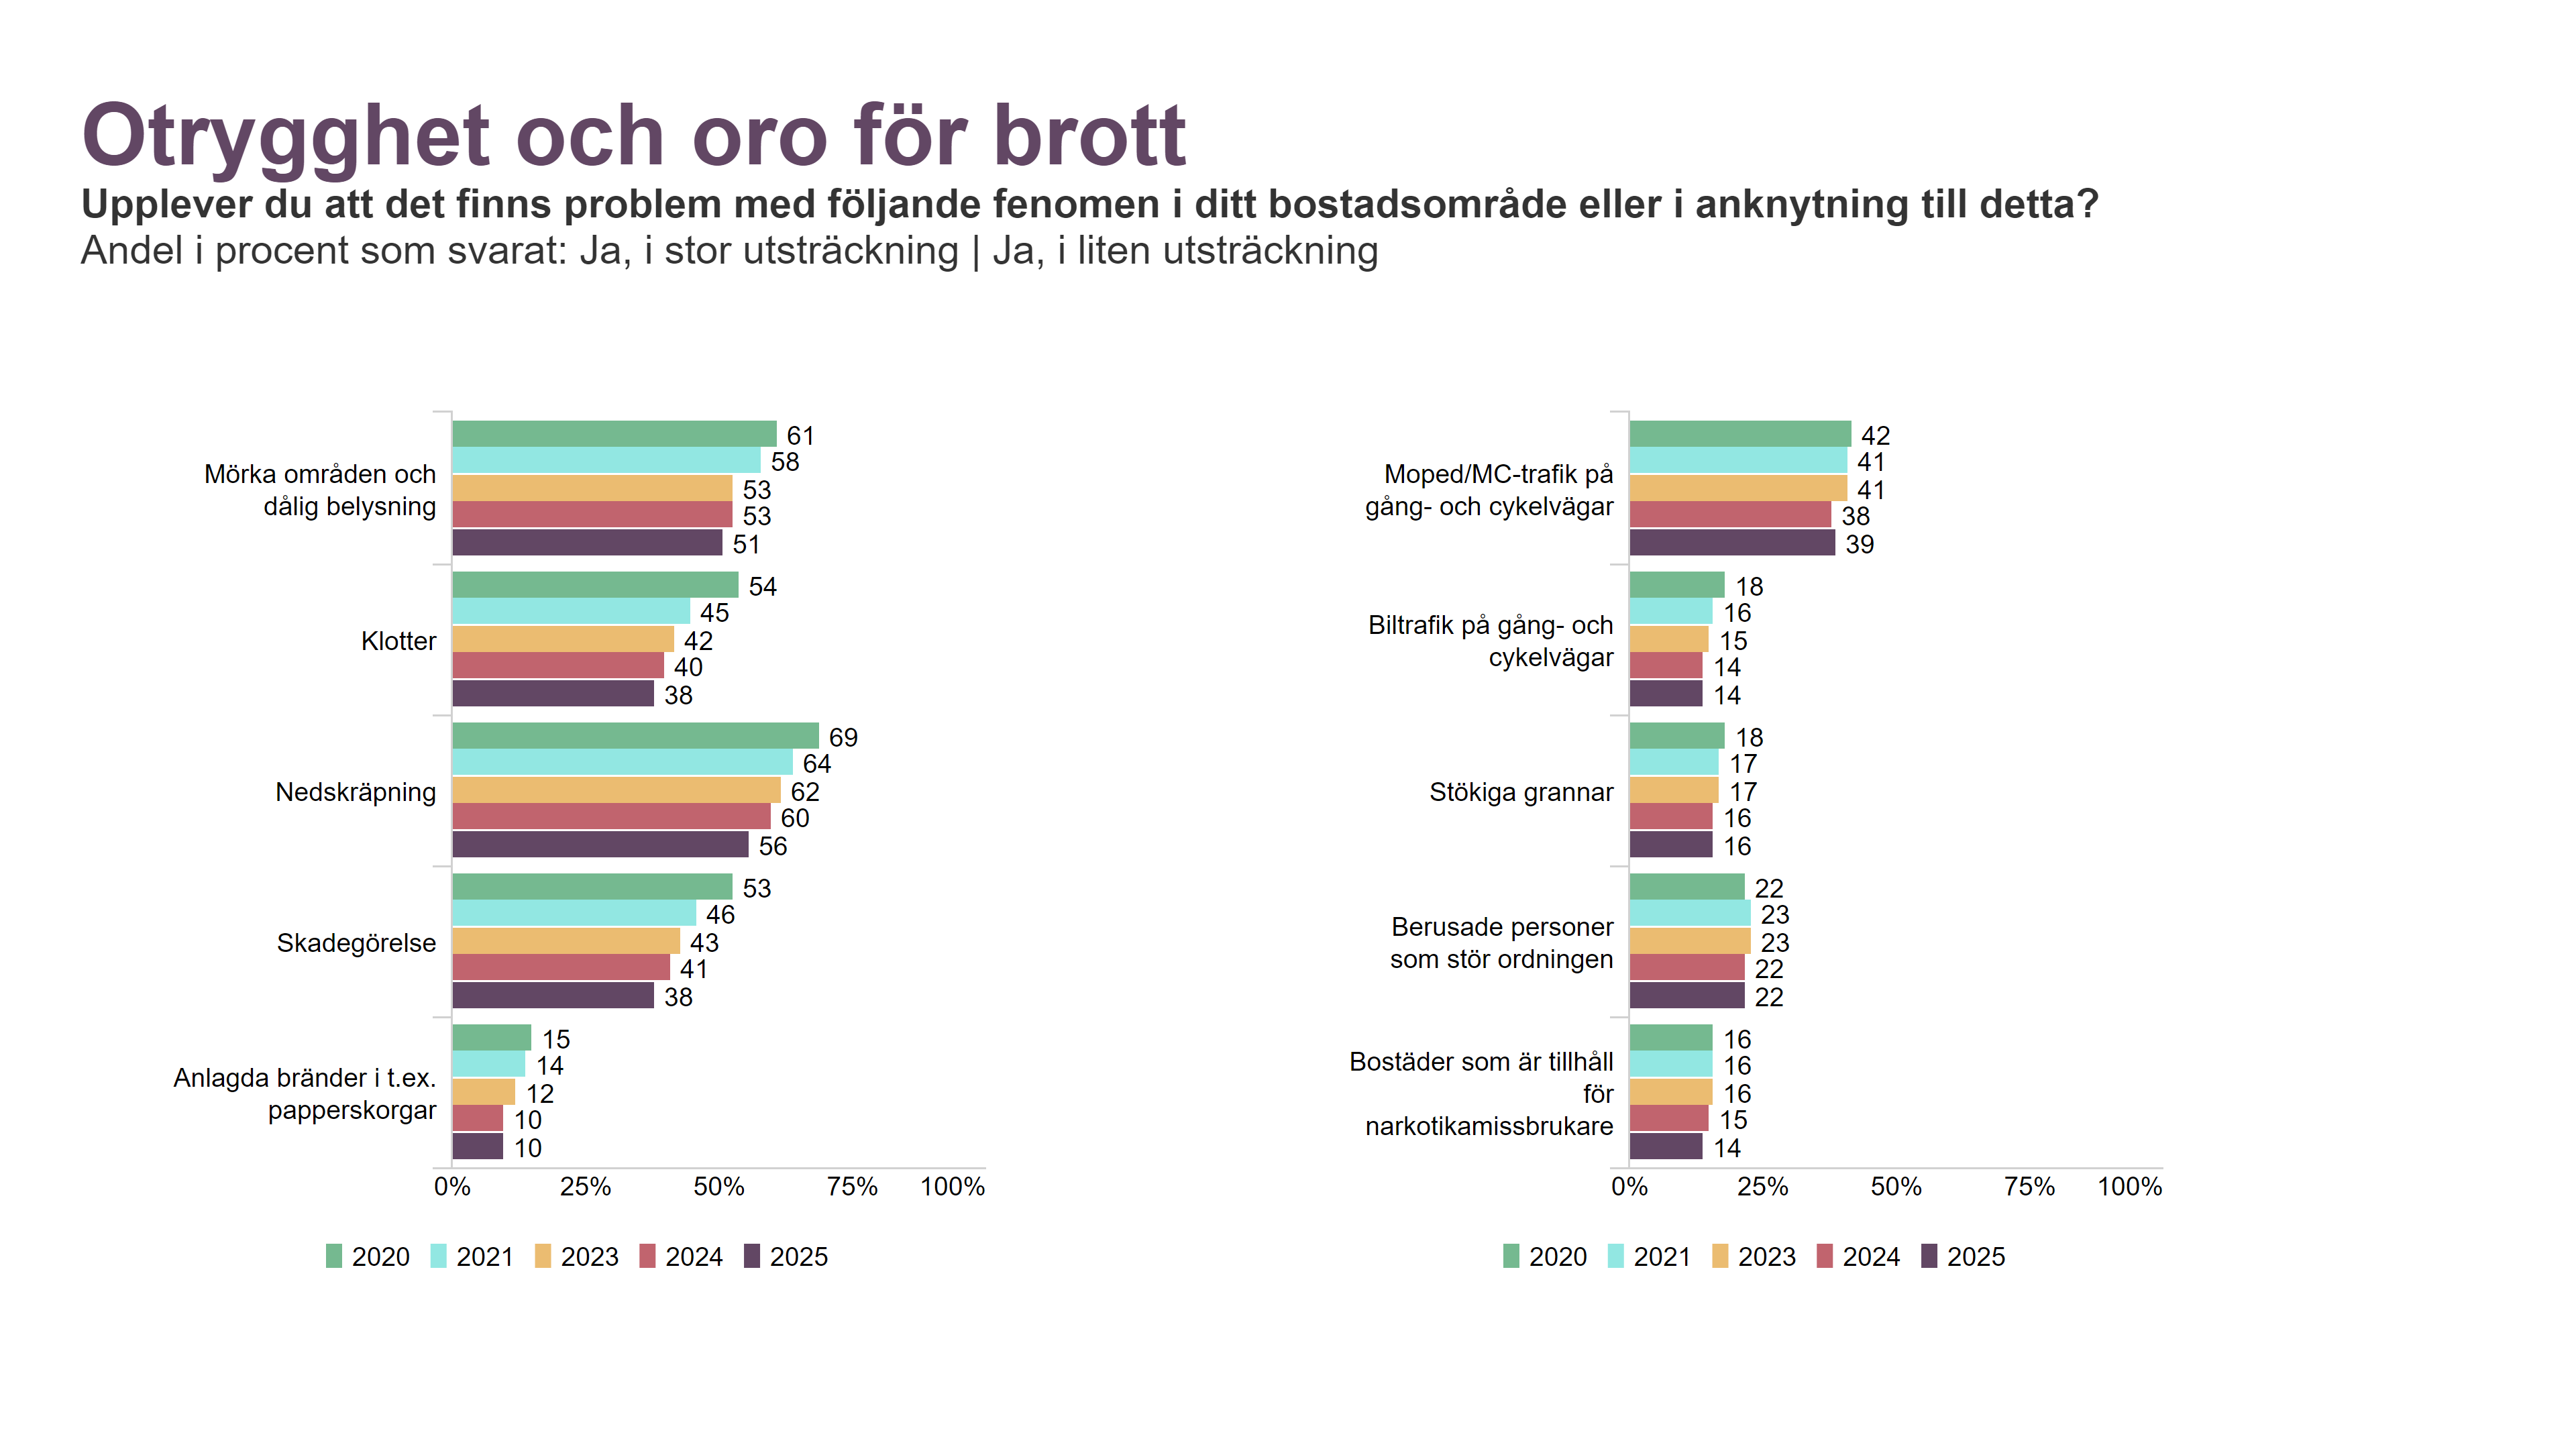 Otrygghet och oro för brott
Upplever du att det finns problem med följande fenomen i ditt bostadsområde eller i anknytning till detta?
Andel i procent som svarat: Ja, i stor utsträckning | Ja, i liten utsträckning
Mörka områden och
dålig belysning
61
58
53
53
51
Klotter
54
45
42
40
38
Nedskräpning
69
64
62
60
56
Skadegörelse
53
46
43
41
38
Anlagda bränder i t.ex.
papperskorgar
15
14
12
10
10
0% 25% 50% 75% 100%
2020 2021 2023 2024 2025
Moped/MC-trafik på
gång- och cykelvägar
42
41
41
38
39
Biltrafik på gång- och
cykelvägar
18
16
15
14
14
Stökiga grannar
18
17
17
16
16
Berusade personer
som stör ordningen
22
23
23
22
22
Bostäder som är tillhåll
för
narkotikamissbrukare
16
16
16
15
14
0% 25% 50% 75% 100%
2020 2021 2023 2024 2025